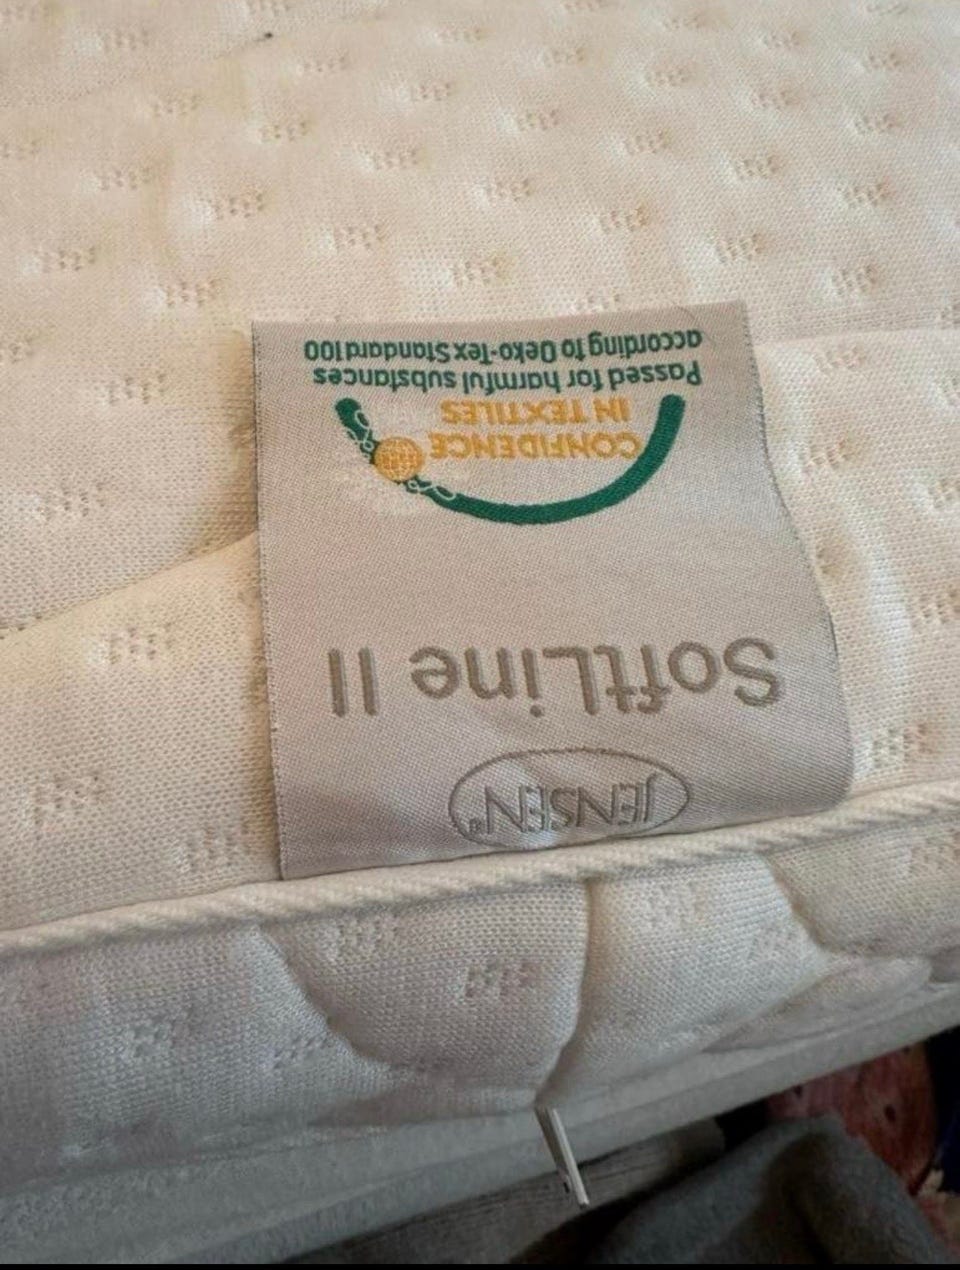 JENSEN®
SoftLine II
CONFIDENCE
IN TEXTILES
Passed for harmful substances
according to Oeko-Tex Standard 100